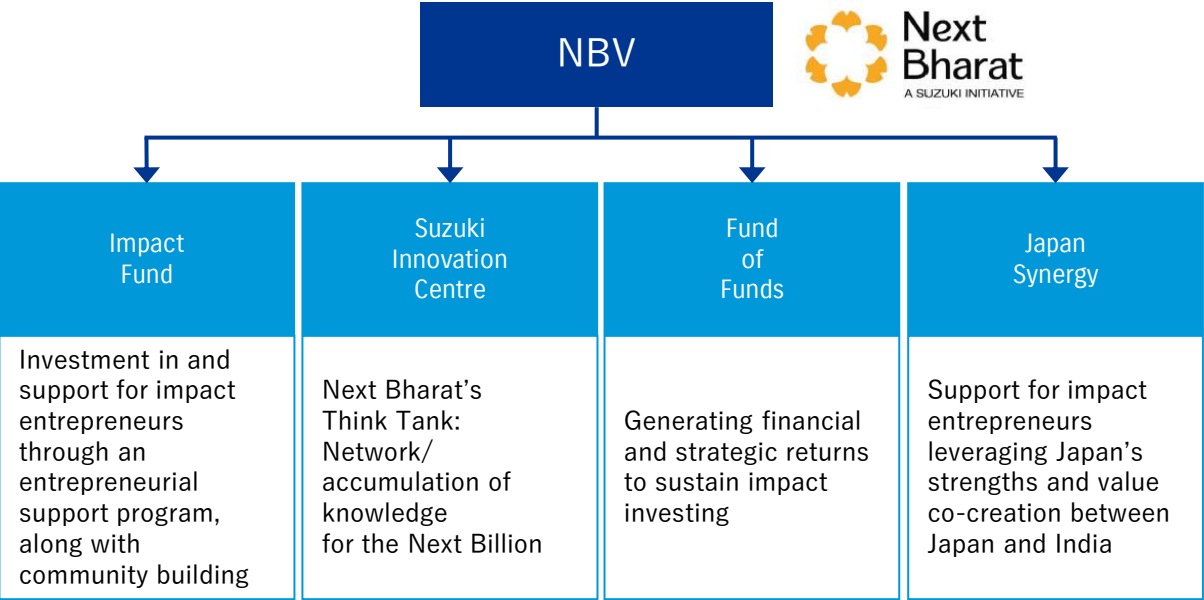 NBV
Next
Bharat
A SUZUKI INITIATIVE
Impact
Fund
Suzuki
Innovation
Centre
Fund
of
Funds
Japan
Synergy
Investment in and
support for impact
entrepreneurs
through an
entrepreneurial
support program,
along with
community building
Next Bharat’s
Think Tank:
Network/
accumulation of
knowledge
for the Next Billion
Generating financial
and strategic returns
to sustain impact
investing
Support for impact
entrepreneurs
leveraging Japan’s
strengths and value
co-creation between
Japan and India